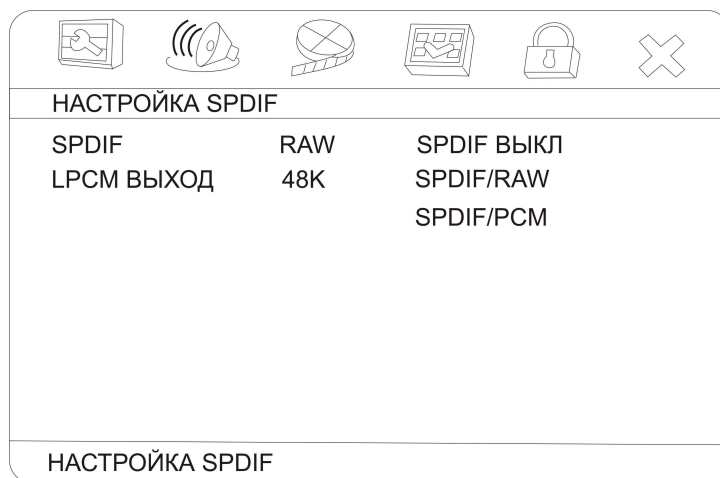 НАСТРОЙКА SPDIF
SPDIF RAW SPDIF ВЫКЛ
LPCM ВЫХОД 48K SPDIF/RAW
SPDIF/PCM
НАСТРОЙКА SPDIF